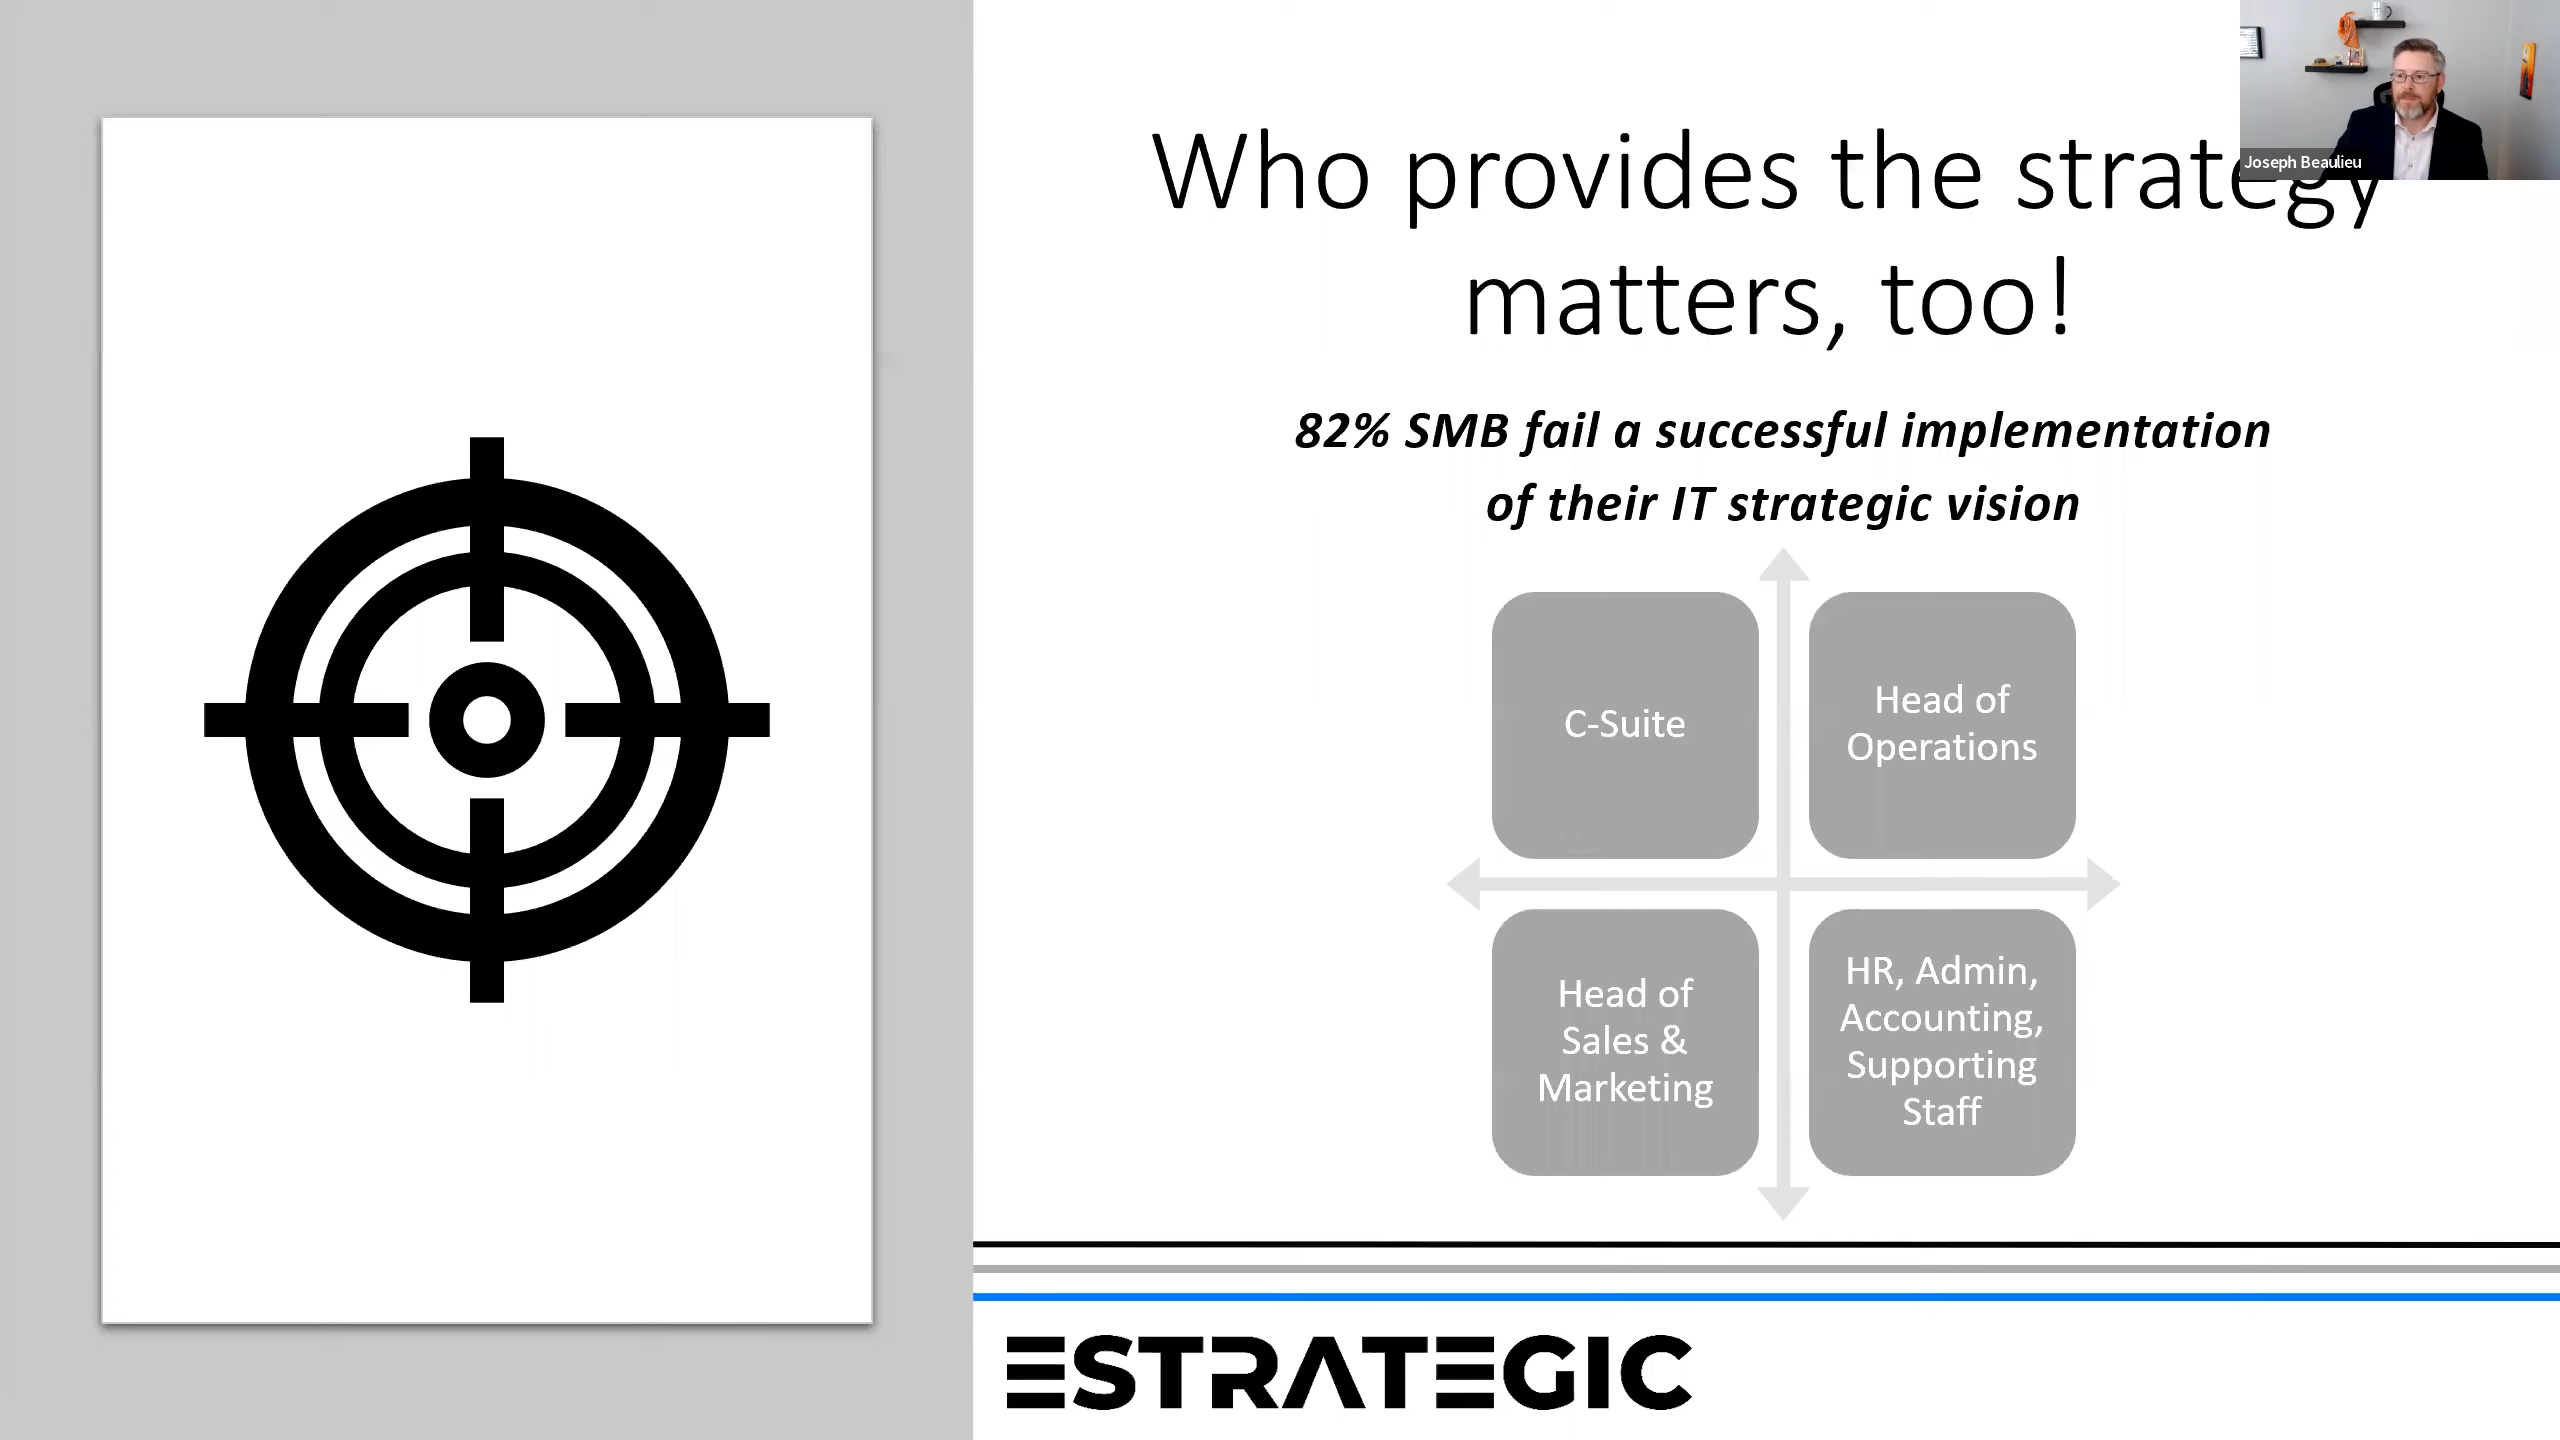 Who provides the strategy
matters, too!
Joseph Beaulieu
82% SMB fail a successful implementation
of their IT strategic vision
C-Suite
Head of
Operations
Head of
Sales &
Marketing
HR, Admin,
Accounting,
Supporting
Staff
ESTRATEGIC